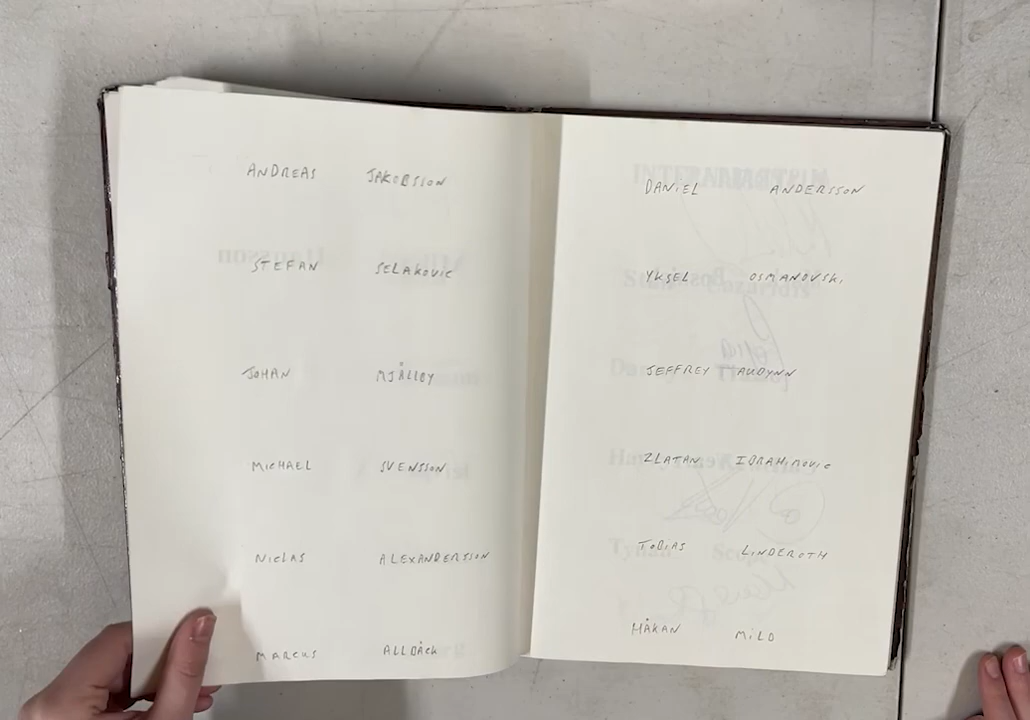 ANDREAS JAKOBSSON
STEFAN SELAKOVIC
JOHAN MJÄLLBY
MICHAEL SVENSSON
NICLAS ALEXANDERSSON
MARCUS ALLBÄCK
DANIEL ANDERSSON
YKSEL OSMANOVSKI
JEFFREY AUBYNN
ZLATAN IBRAHIMOVIC
TOBIAS LINDEROTH
HÅKAN MILD